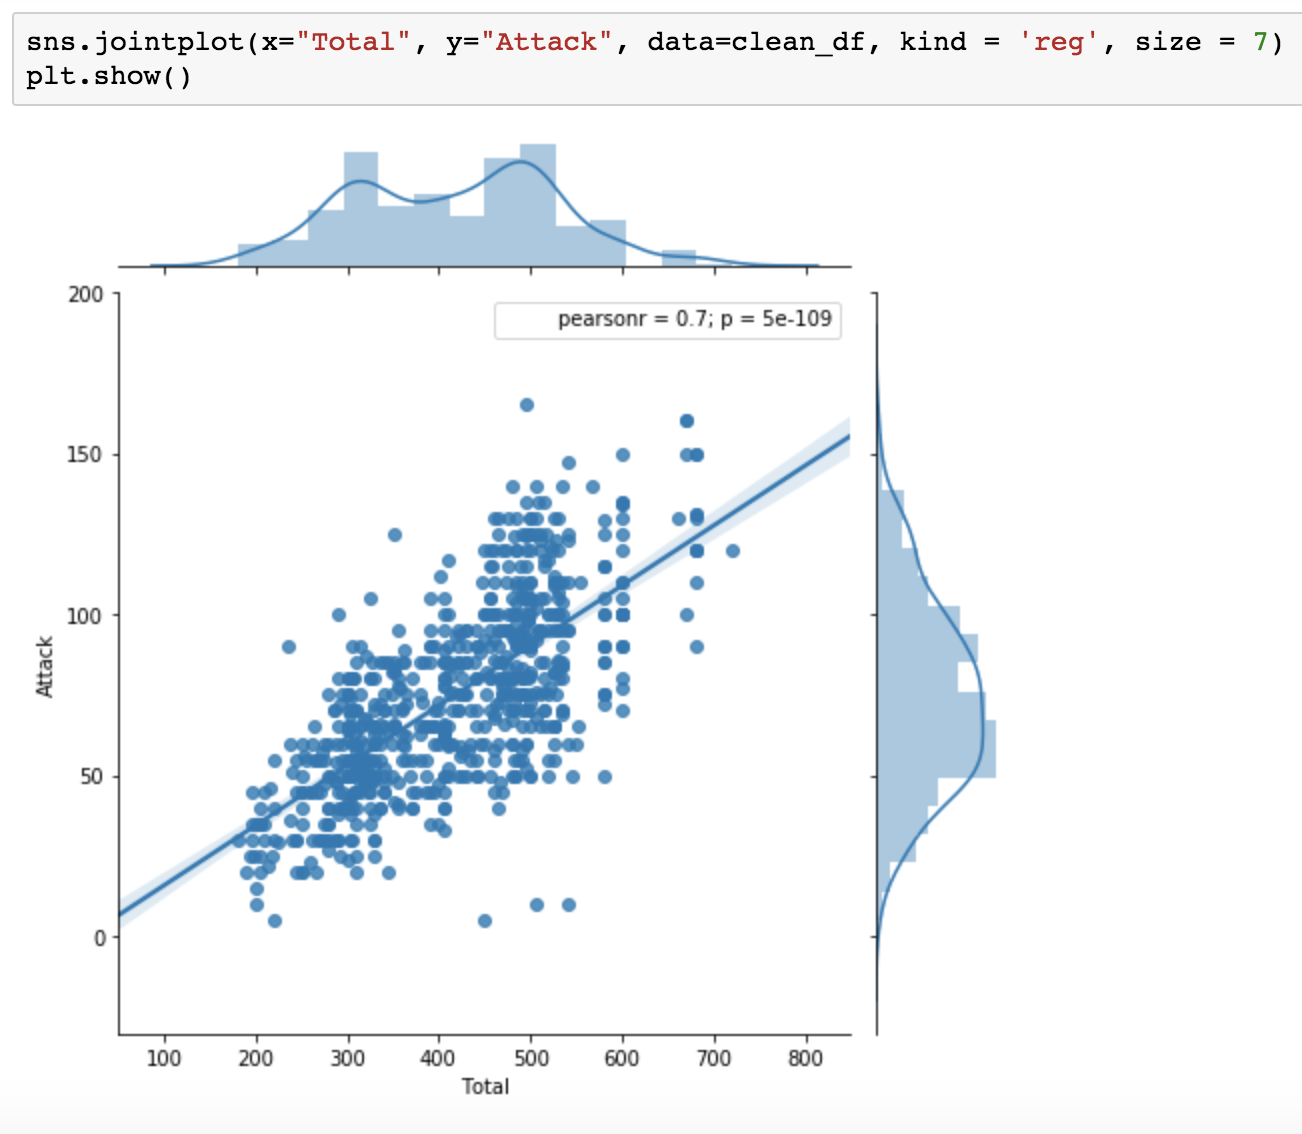 sns.jointplot(x="Total", y="Attack", data=clean_df, kind = 'reg', size = 7)
plt.show()
pearsonr = 0.7; p = 5e-109
200
150
100
50
0
Attack
100 200 300 400 500 600 700 800
Total